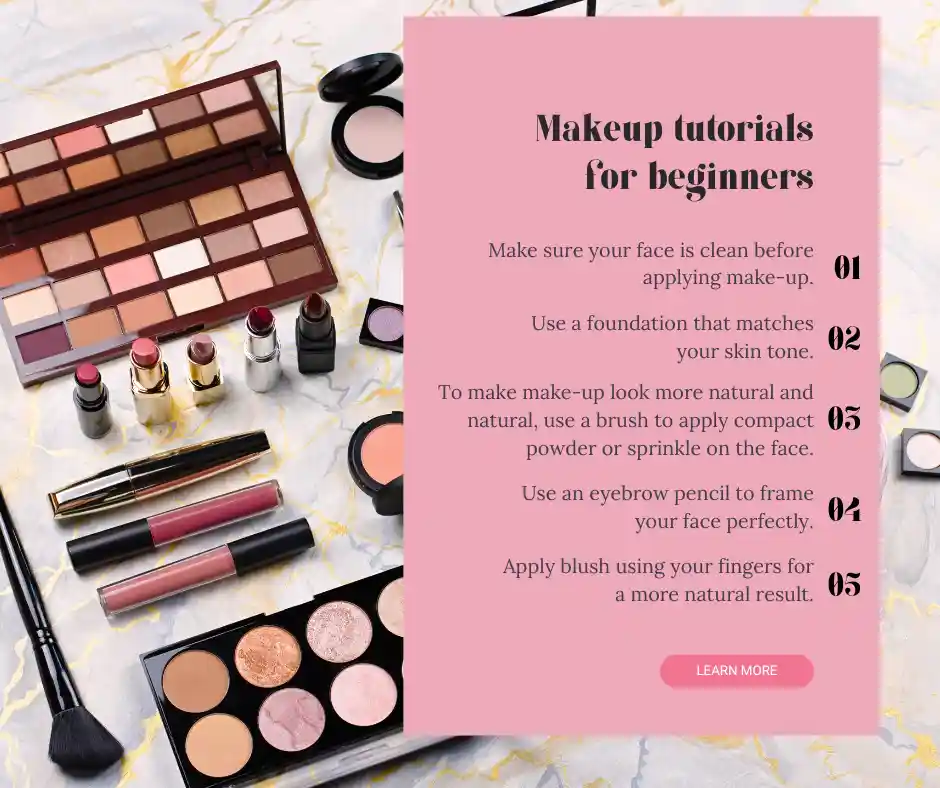 Makeup tutorials
for beginners
01
Make sure your face is clean before
applying make-up.
02
Use a foundation that matches
your skin tone.
03
To make make-up look more natural and
natural, use a brush to apply compact
powder or sprinkle on the face.
04
Use an eyebrow pencil to frame
your face perfectly.
05
Apply blush using your fingers for
a more natural result.
LEARN MORE